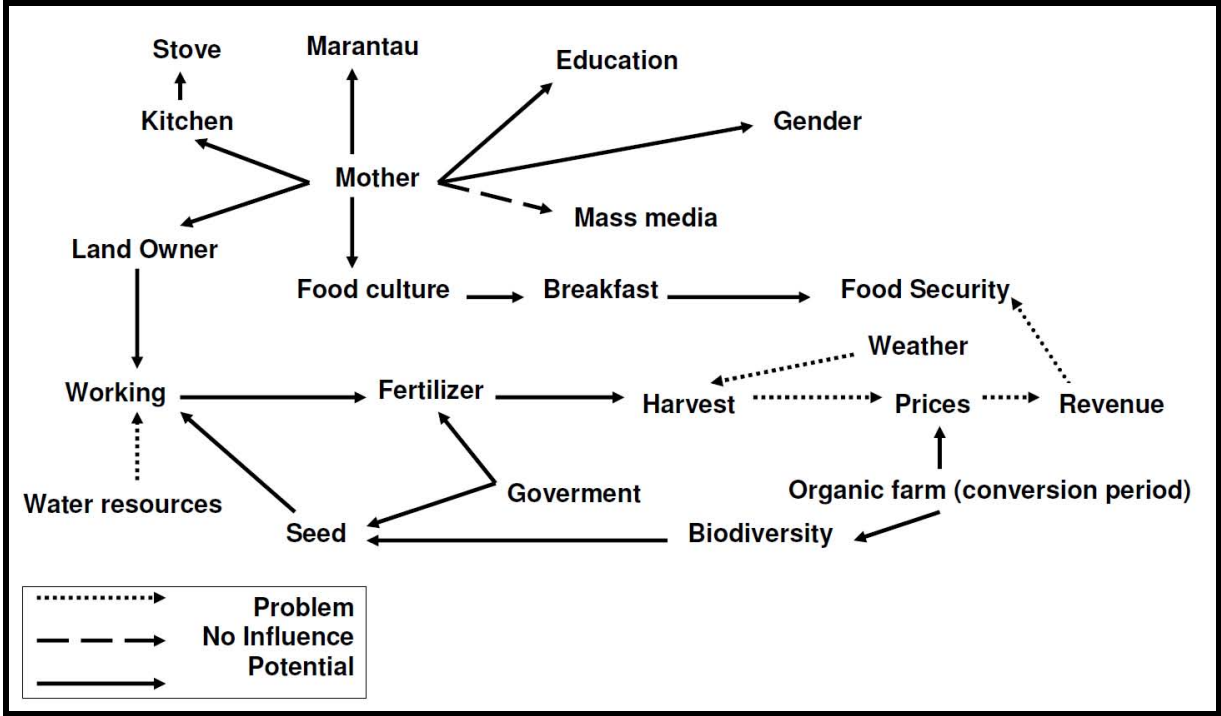 Stove
Marantau
Education
Kitchen
Gender
Mother
Mass media
Land Owner
Food culture
Breakfast
Food Security
Weather
Working
Fertilizer
Harvest
Prices
Revenue
Water resources
Goverment
Organic farm (conversion period)
Seed
Biodiversity
Problem
No Influence
Potential